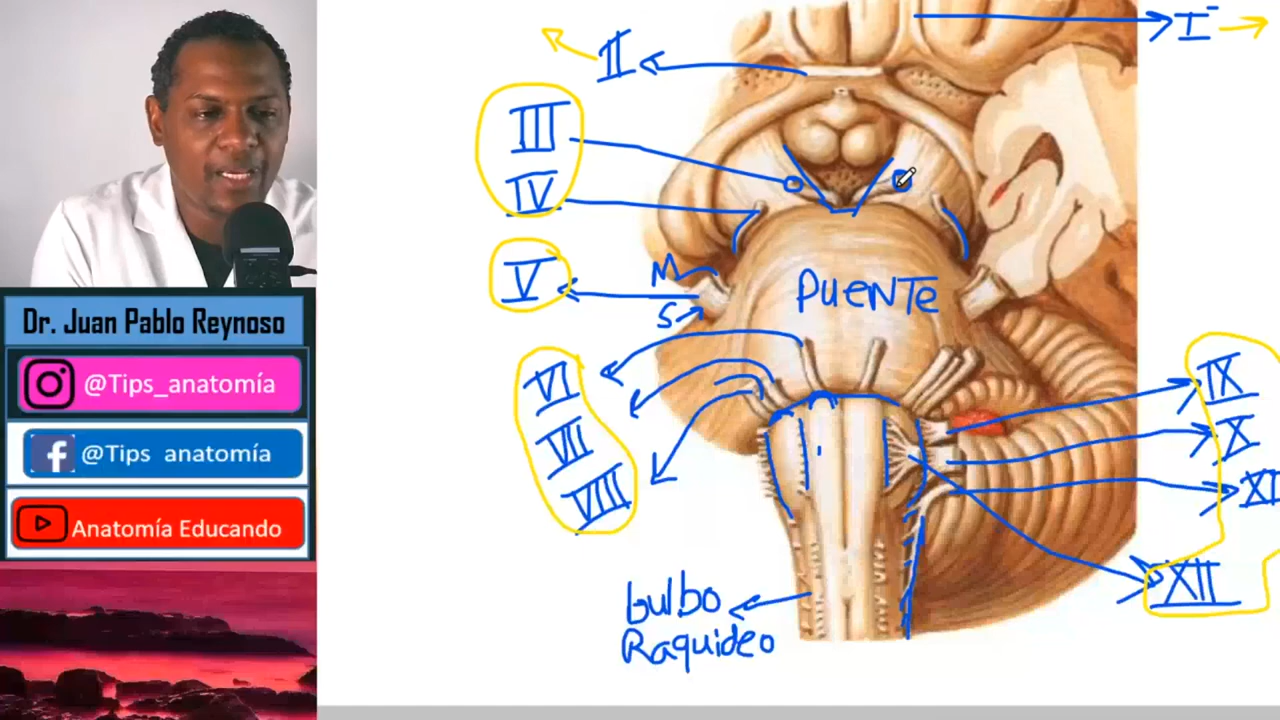 I
II
III
IV
V
M
S
PUENTE
VI
VII
VIII
IX
X
XI
XII
bulbo
Raquideo
Dr. Juan Pablo Reynoso
@Tips_anatomía
@Tips anatomía
Anatomía Educando